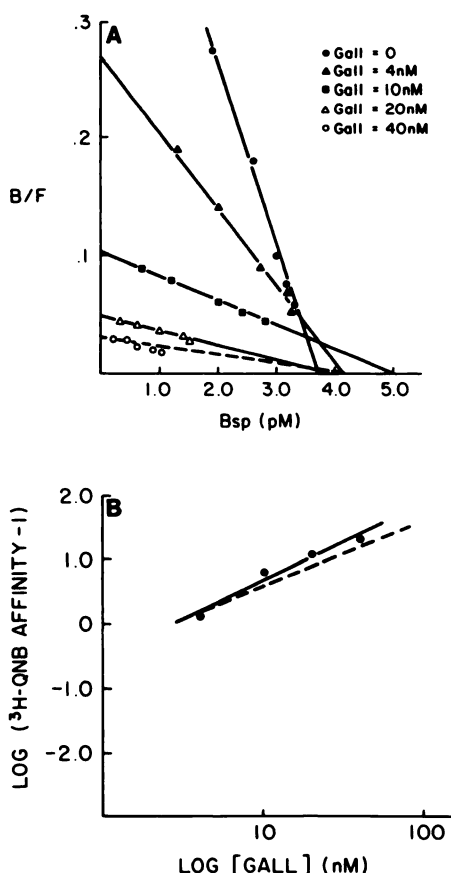 A
.3
.2
.1
B/F
● Gall = 0
▲ Gall = 4nM
■ Gall = 10nM
△ Gall = 20nM
○ Gall = 40nM
1.0 2.0 3.0 4.0 5.0
Bsp (pM)
B
2.0
1.0
0
-1.0
-2.0
LOG (³H-QNB AFFINITY-1)
10 100
LOG [GALL] (nM)